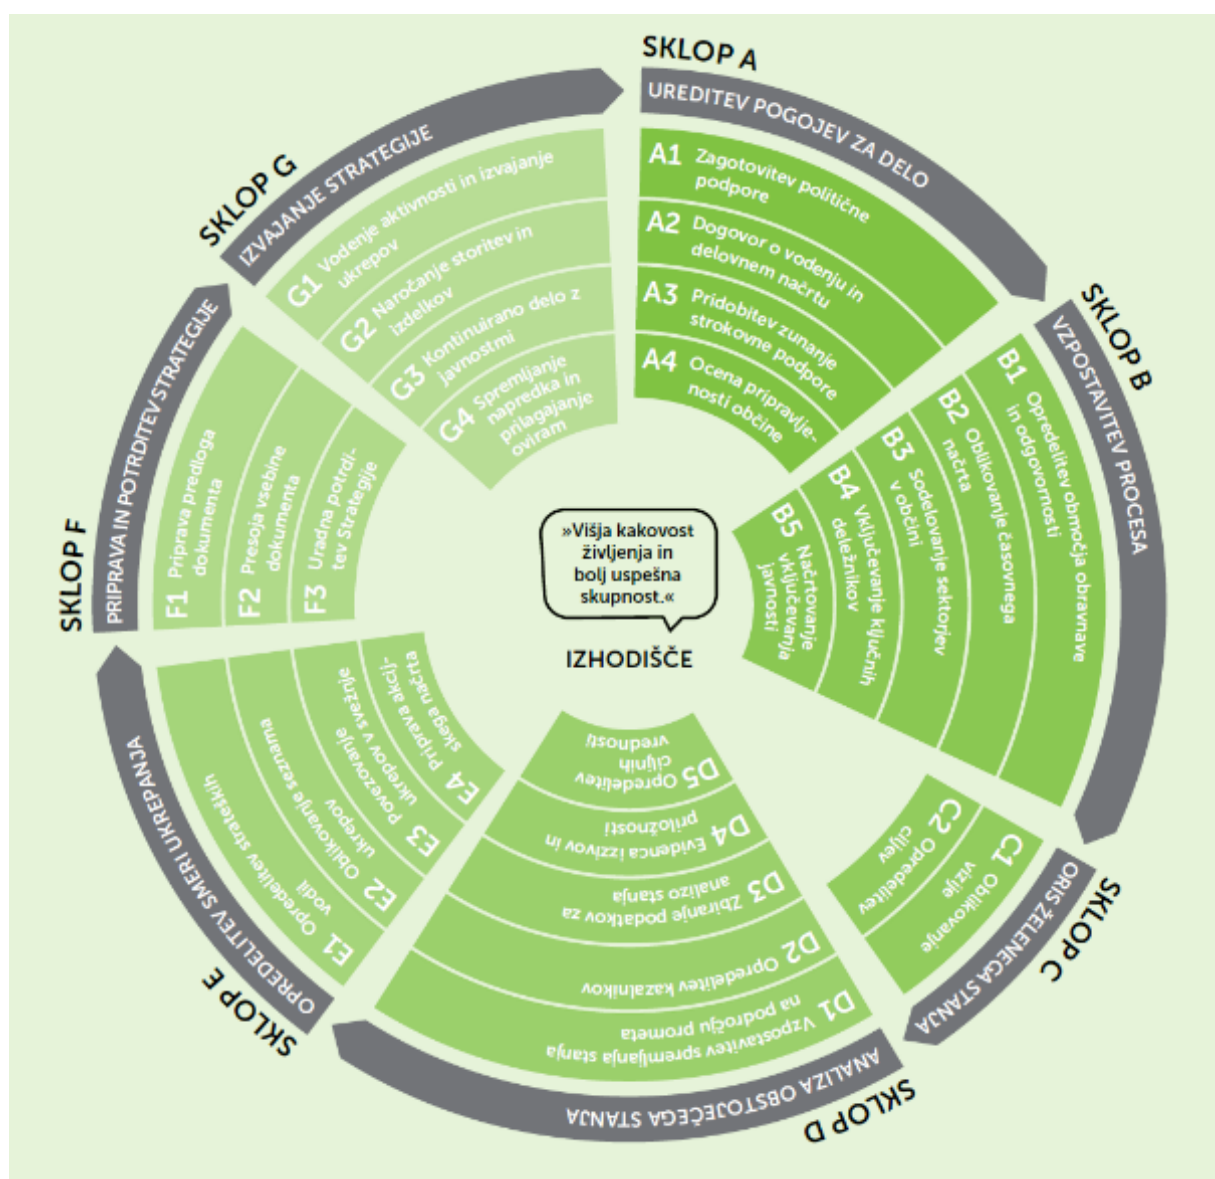 SKLOP A
UREDITEV POGOJEV ZA DELO
A1 Zagotovitev politične
podpore
A2 Dogovor o vodenju in
delovnem načrtu
A3 Pridobitev zunanje
strokovne podpore
A4 Ocena pripravlje-
nosti občine
SKLOP B
VZPOSTAVITEV PROCESA
B1 Opredelitev območja obravnave
in odgovornosti
B2 Oblikovanje časovnega
načrta
B3 Sodelovanje sektorjev
v občini
B4 Vključevanje ključnih
deležnikov
B5 Načrtovanje
vključevanja
javnosti
SKLOP C
ORIS ŽELENEGA STANJA
C1 Oblikovanje
vizije
C2 Opredelitev
ciljev
SKLOP D
ANALIZA OBSTOJEČEGA STANJA
D1 Vzpostavitev spremljanja stanja
na področju prometa
D2 Opredelitev kazalnikov
D3 Zbiranje podatkov za
analizo stanja
D4 Evidenca izzivov in
priložnosti
D5 Opredelitev
ciljnih
vrednosti
SKLOP E
OPREDELITEV SMERI UKREPANJA
E1 Opredelitev strateških
vodil
E2 Oblikovanje seznama
ukrepov
E3 Povezovanje
ukrepov v svežnje
E4 Priprava akcij-
skega načrta
SKLOP F
PRIPRAVA IN POTRDITEV STRATEGIJE
F1 Priprava predloga
dokumenta
F2 Presoja vsebine
dokumenta
F3 Uradna potrdi-
tev Strategije
SKLOP G
IZVAJANJE STRATEGIJE
G1 Vodenje aktivnosti in izvajanje
ukrepov
G2 Naročanje storitev in
izdelkov
G3 Kontinuirano delo z
javnostmi
G4 Spremljanje
napredka in
prilagajanje
oviram
»Višja kakovost
življenja in
bolj uspešna
skupnost.«
IZHODIŠČE